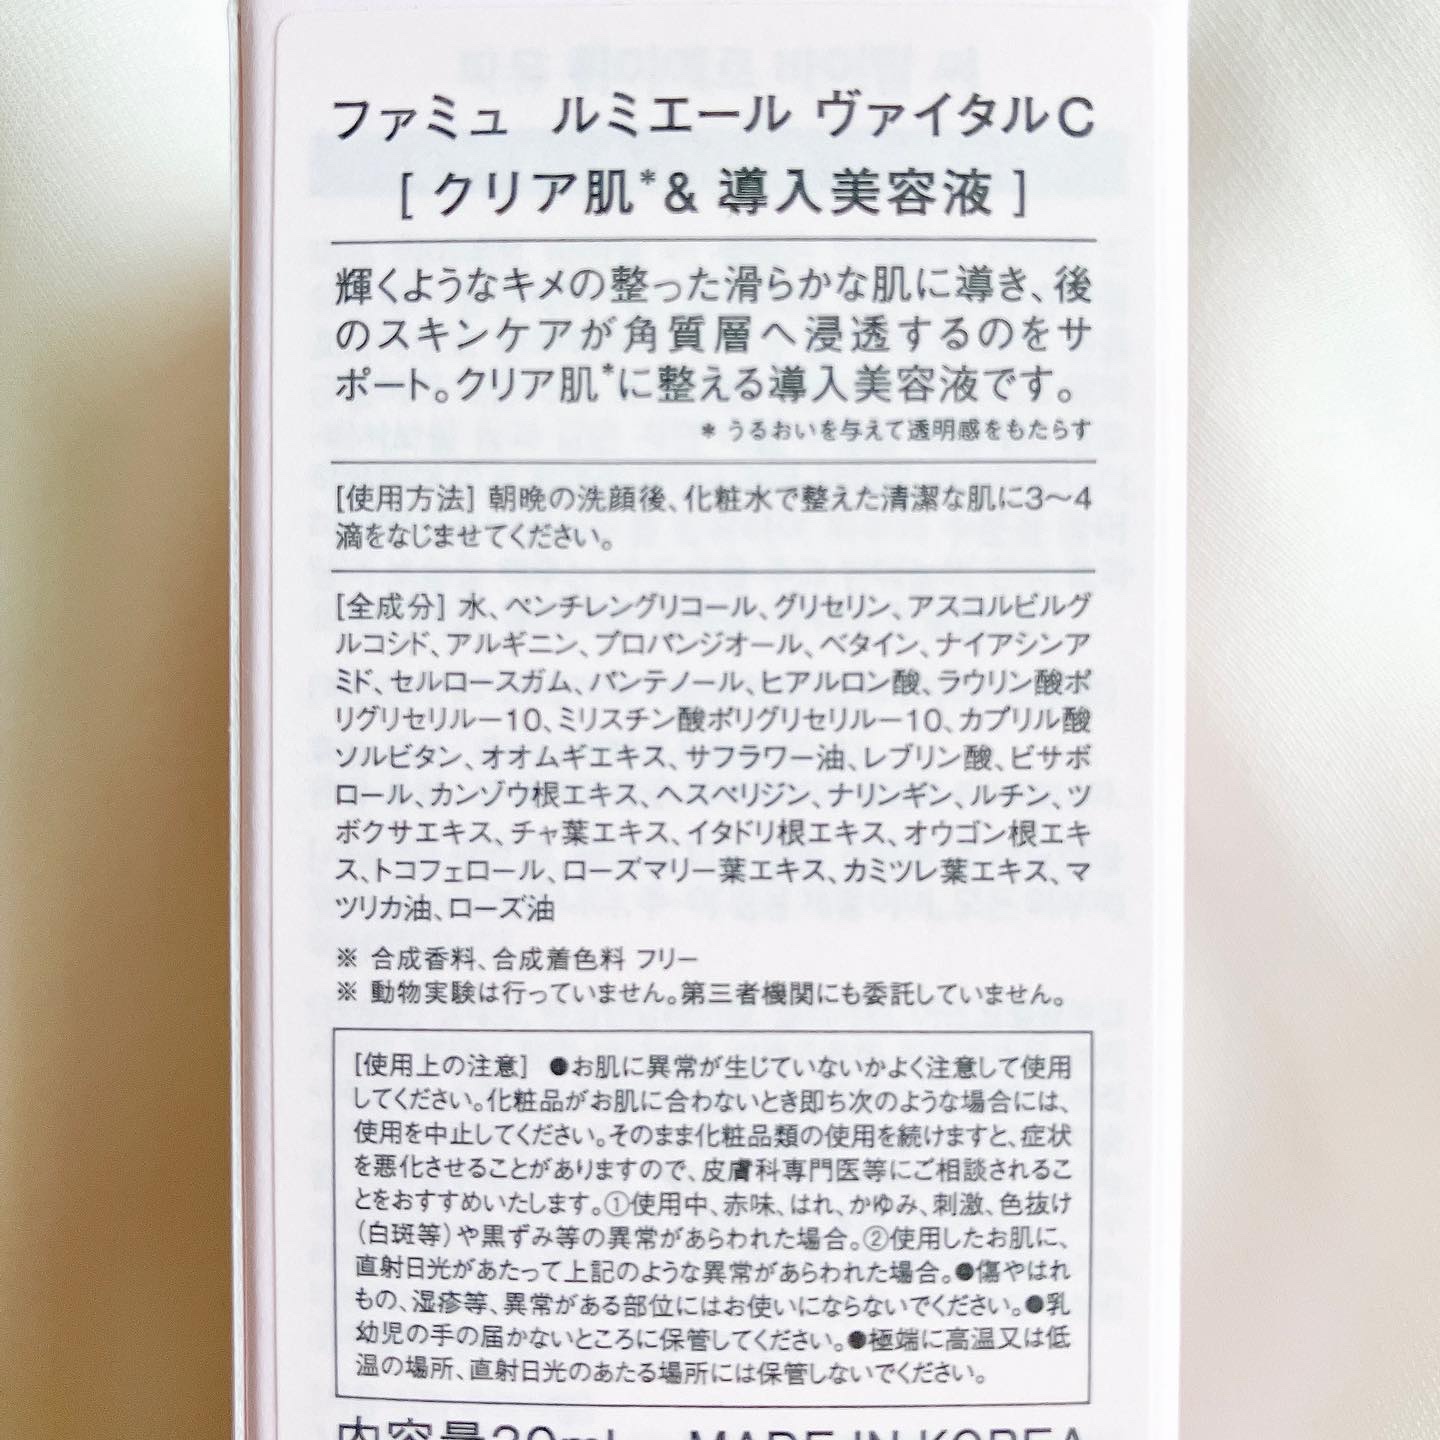 ファミュ ルミエール ヴァイタルC
[ クリア肌*& 導入美容液 ]
輝くようなキメの整った滑らかな肌に導き、後
のスキンケアが角質層へ浸透するのをサ
ポート。クリア肌*に整える導入美容液です。
* うるおいを与えて透明感をもたらす
[使用方法] 朝晩の洗顔後、化粧水で整えた清潔な肌に3〜4
滴をなじませてください。
[全成分] 水、ペンチレングリコール、グリセリン、アスコルビルグ
ルコシド、アルギニン、プロパンジオール、ベタイン、ナイアシンア
ミド、セルロースガム、パンテノール、ヒアルロン酸、ラウリン酸ポ
リグリセリルー10、ミリスチン酸ポリグリセリルー10、カプリル酸
ソルビタン、オオムギエキス、サフラワー油、レブリン酸、ビサボ
ロール、カンゾウ根エキス、ヘスペリジン、ナリンギン、ルチン、ツ
ボクサエキス、チャ葉エキス、イタドリ根エキス、オウゴン根エキ
ス、トコフェロール、ローズマリー葉エキス、カミツレ葉エキス、マ
ツリカ油、ローズ油
※ 合成香料、合成着色料 フリー
※ 動物実験は行っていません。第三者機関にも委託していません。
[使用上の注意] ●お肌に異常が生じていないかよく注意して使用
してください。化粧品がお肌に合わないとき即ち次のような場合には、
使用を中止してください。そのまま化粧品類の使用を続けますと、症状
を悪化させることがありますので、皮膚科専門医等にご相談されるこ
とをおすすめいたします。①使用中、赤味、はれ、かゆみ、刺激、色抜け
(白斑等)や黒ずみ等の異常があらわれた場合。②使用したお肌に、
直射日光があたって上記のような異常があらわれた場合。●傷やはれ
もの、湿疹等、異常がある部位にはお使いにならないでください。●乳
幼児の手の届かないところに保管してください。●極端に高温又は低
温の場所、直射日光のあたる場所には保管しないでください。
内容量30ml MADE IN KOREA